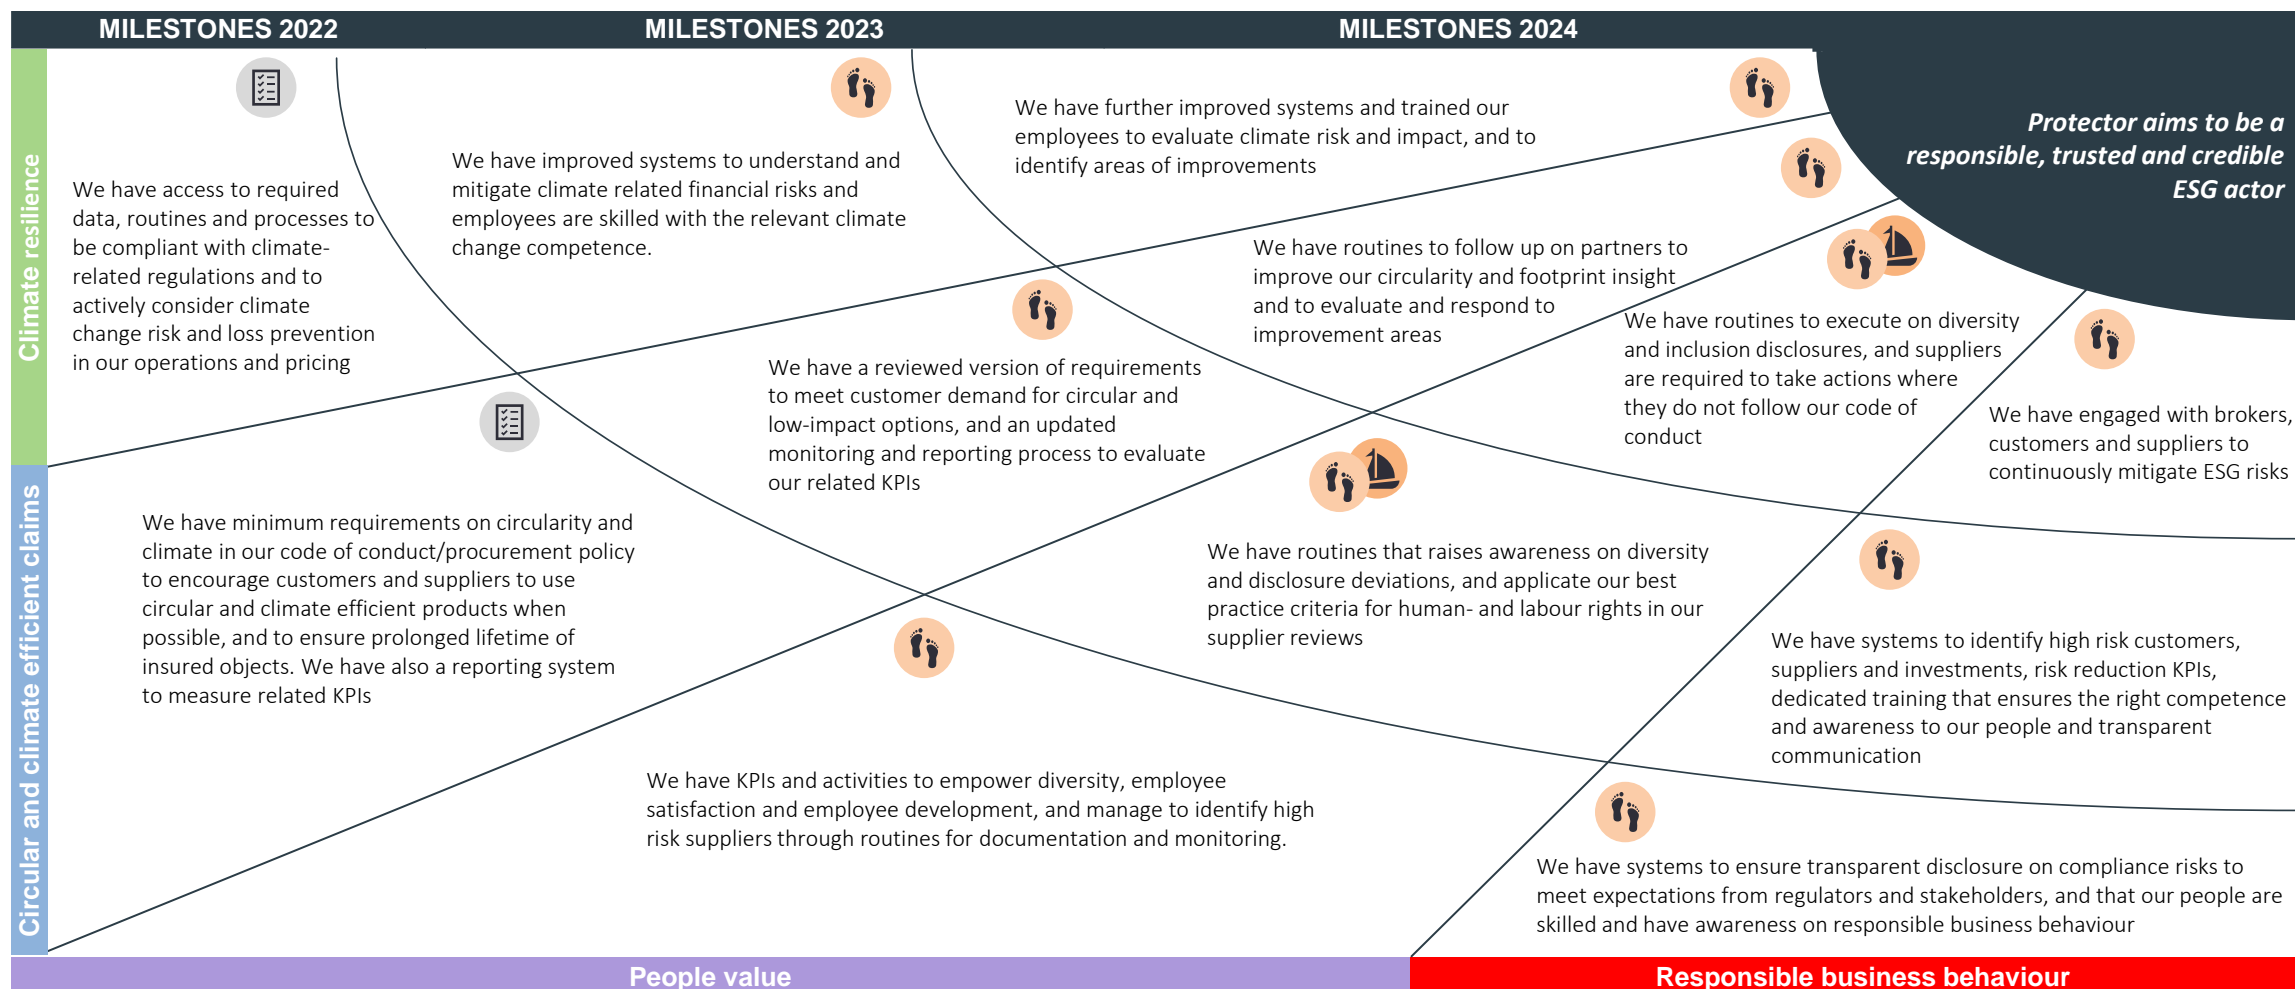 MILESTONES 2022
MILESTONES 2023
MILESTONES 2024
Protector aims to be a
responsible, trusted and credible
ESG actor
Climate resilience
We have access to required
data, routines and processes to
be compliant with climate-
related regulations and to
actively consider climate
change risk and loss prevention
in our operations and pricing
We have improved systems to understand and
mitigate climate related financial risks and
employees are skilled with the relevant climate
change competence.
We have further improved systems and trained our
employees to evaluate climate risk and impact, and to
identify areas of improvements
Circular and climate efficient claims
We have minimum requirements on circularity and
climate in our code of conduct/procurement policy
to encourage customers and suppliers to use
circular and climate efficient products when
possible, and to ensure prolonged lifetime of
insured objects. We have also a reporting system
to measure related KPIs
We have a reviewed version of requirements
to meet customer demand for circular and
low-impact options, and an updated
monitoring and reporting process to evaluate
our related KPIs
We have routines to follow up on partners to
improve our circularity and footprint insight
and to evaluate and respond to
improvement areas
We have KPIs and activities to empower diversity, employee
satisfaction and employee development, and manage to identify high
risk suppliers through routines for documentation and monitoring.
We have routines that raises awareness on diversity
and disclosure deviations, and applicate our best
practice criteria for human- and labour rights in our
supplier reviews
We have routines to execute on diversity
and inclusion disclosures, and suppliers
are required to take actions where
they do not follow our code of
conduct
We have systems to ensure transparent disclosure on compliance risks to
meet expectations from regulators and stakeholders, and that our people are
skilled and have awareness on responsible business behaviour
We have systems to identify high risk customers,
suppliers and investments, risk reduction KPIs,
dedicated training that ensures the right competence
and awareness to our people and transparent
communication
We have engaged with brokers,
customers and suppliers to
continuously mitigate ESG risks
People value
Responsible business behaviour